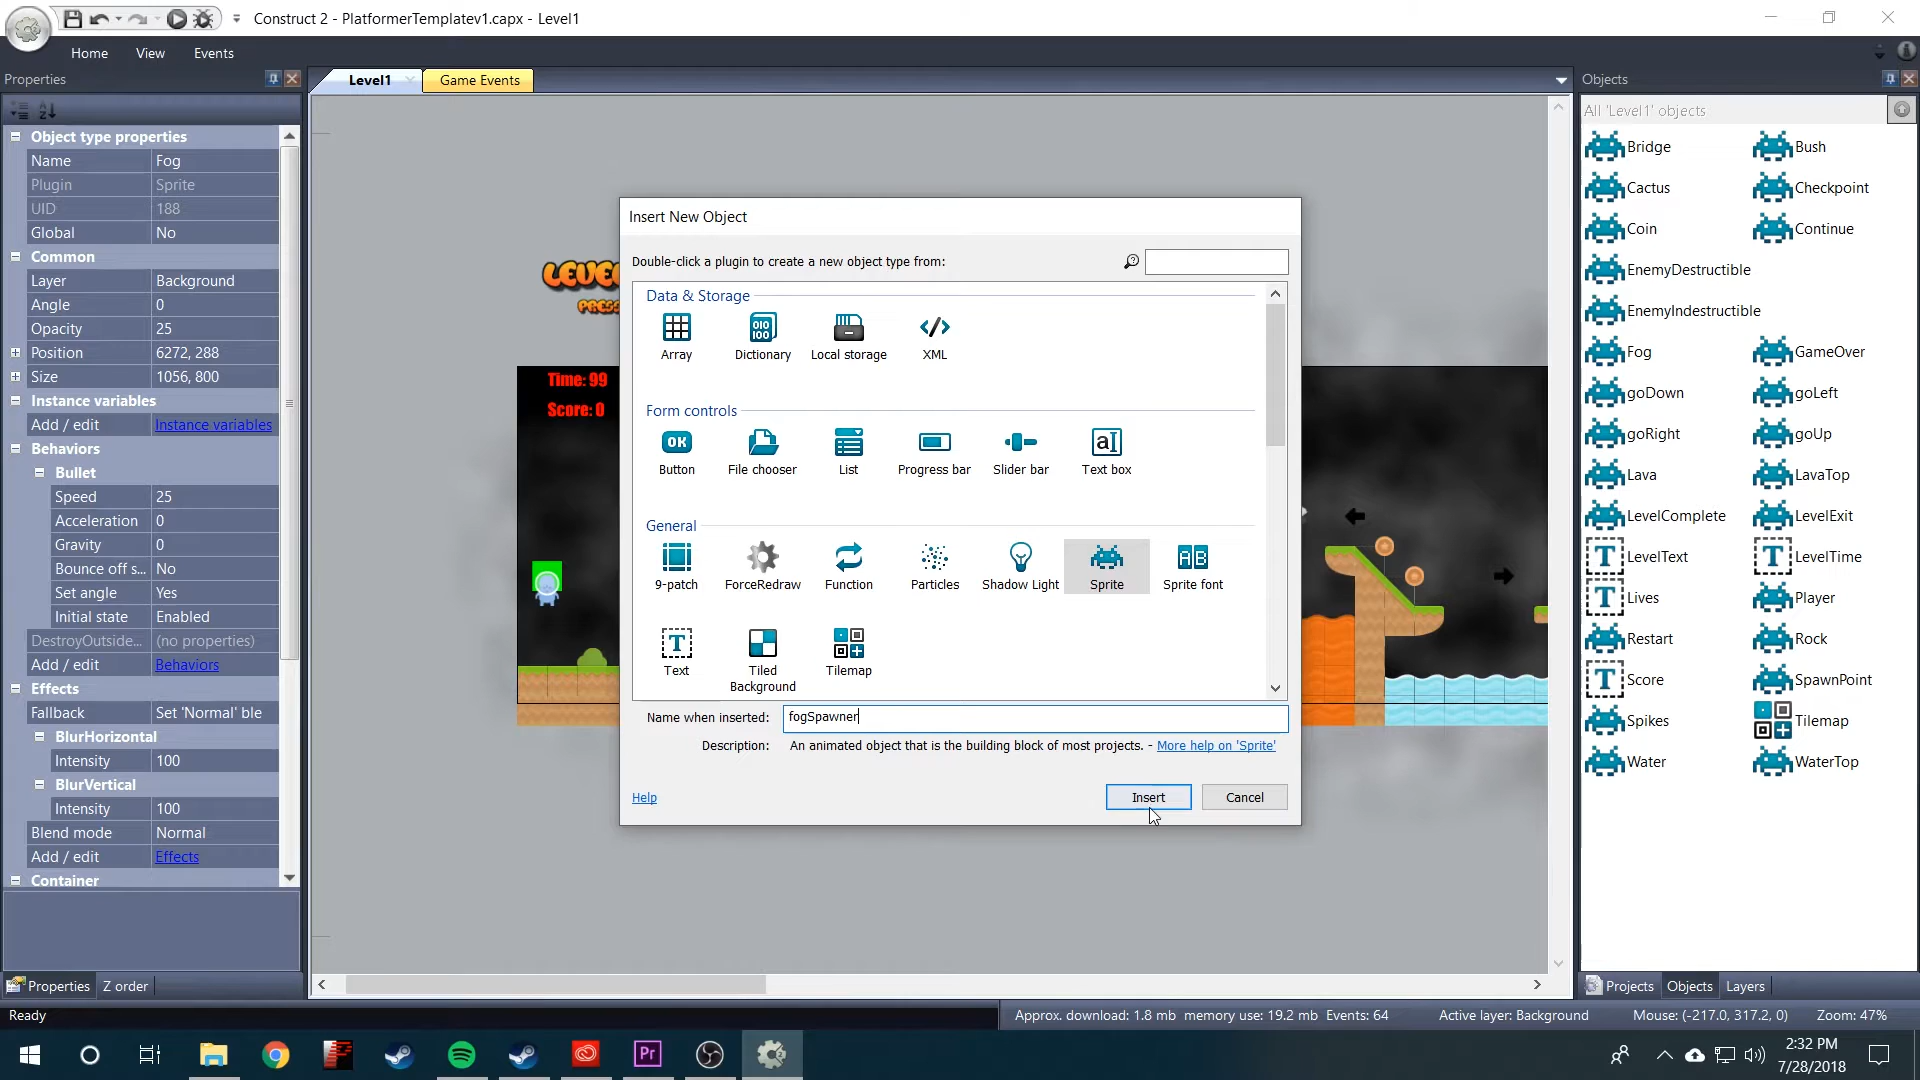 Construct 2 - PlatformerTemplatev1.capx - Level1
Home View Events
Properties
Object type properties
Name Fog
Plugin Sprite
UID 188
Global No
Common
Layer Background
Angle 0
Opacity 25
Position 6272, 288
Size 1056, 800
Instance variables
Add / edit Instance variables
Behaviors
Bullet
Speed 25
Acceleration 0
Gravity 0
Bounce off s... No
Set angle Yes
Initial state Enabled
DestroyOutside... (no properties)
Add / edit Behaviors
Effects
Fallback Set 'Normal' ble
BlurHorizontal
Intensity 100
BlurVertical
Intensity 100
Blend mode Normal
Add / edit Effects
Container
Properties Z order
Level1 Game Events
LEVEL
PRESS
Time: 99
Score: 0
Insert New Object
Double-click a plugin to create a new object type from:
Data & Storage
Array Dictionary Local storage XML
Form controls
Button File chooser List Progress bar Slider bar Text box
General
9-patch ForceRedraw Function Particles Shadow Light Sprite Sprite font
Text Tiled Background Tilemap
Name when inserted: fogSpawner
Description: An animated object that is the building block of most projects. - More help on 'Sprite'
Help Insert Cancel
Objects
All 'Level1' objects
Bridge Bush
Cactus Checkpoint
Coin Continue
EnemyDestructible
EnemyIndestructible
Fog GameOver
goDown goLeft
goRight goUp
Lava LavaTop
LevelComplete LevelExit
LevelText LevelTime
Lives Player
Restart Rock
Score SpawnPoint
Spikes Tilemap
Water WaterTop
Projects Objects Layers
Ready
Approx. download: 1.8 mb memory use: 19.2 mb Events: 64 Active layer: Background Mouse: (-217.0, 317.2, 0) Zoom: 47%
2:32 PM
7/28/2018